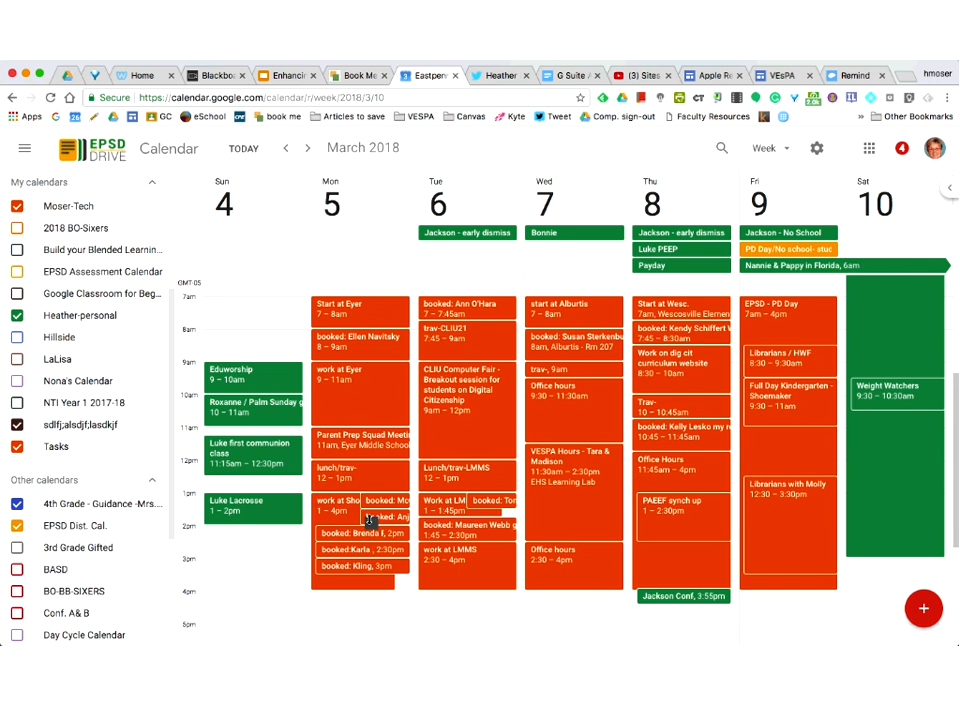 Home
Blackbo
Enhancin
Book Me
Eastpen
Heather
G Suite /
(3) Sites
Apple Re
VEsPA
Remind
hmoser
Secure
https://calendar.google.com/calendar/r/week/2018/3/10
Apps
GC
eSchool
book me
Articles to save
VESPA
Canvas
Kyte
Tweet
Comp. sign-out
Faculty Resources
Other Bookmarks
EPSD
DRIVE
Calendar
TODAY
March 2018
Week
4
My calendars
Moser-Tech
2018 BO-Sixers
Build your Blended Learnin...
EPSD Assessment Calendar
Google Classroom for Beg...
Heather-personal
Hillside
LaLisa
Nona's Calendar
NTI Year 1 2017-18
sdlfj;alsdjf;lasdkjf
Tasks
Other calendars
4th Grade - Guidance -Mrs....
EPSD Dist. Cal.
3rd Grade Gifted
BASD
BO-BB-SIXERS
Conf. A& B
Day Cycle Calendar
Sun
4
Mon
5
Tue
6
Wed
7
Thu
8
Fri
9
Sat
10
Jackson - early dismiss
Bonnie
Jackson - early dismiss
Jackson - No School
Luke PEEP
PD Day/No school- stuc
Payday
Nannie & Pappy in Florida, 6am
GMT-05
7am
8am
9am
10am
11am
12pm
1pm
2pm
3pm
4pm
5pm
Eduworship
9 – 10am
Roxanne / Palm Sunday g
10 – 11am
Luke first communion
class
11:15am – 12:30pm
Luke Lacrosse
1 – 2pm
Start at Eyer
7 – 8am
booked: Ellen Navitsky
8 – 9am
work at Eyer
9 – 11am
Parent Prep Squad Meeti
11am, Eyer Middle School
lunch/trav-
12 – 1pm
work at Sho
1 – 4pm
booked: Mc
booked: Anj
booked: Brenda F, 2pm
booked:Karla , 2:30pm
booked: Kling, 3pm
booked: Ann O'Hara
7 – 7:45am
trav-CLIU21
7:45 – 9am
CLIU Computer Fair -
Breakout session for
students on Digital
Citizenship
9am – 12pm
Lunch/trav-LMMS
12 – 1pm
Work at LM
1 – 1:45pm
booked: Tor
booked: Maureen Webb g
1:45 – 2:30pm
work at LMMS
2:30 – 4pm
start at Alburtis
7 – 8am
booked: Susan Sterkenbu
8am, Alburtis - Rm 207
trav-, 9am
Office hours
9:30 – 11:30am
VESPA Hours - Tara &
Madison
11:30am – 2:30pm
EHS Learning Lab
Office hours
2:30 – 4pm
Start at Wesc.
7am, Wescosville Elemen
booked: Kendy Schiffert W
7:45 – 8:30am
Work on dig cit
curriculum website
8:30 – 10am
Trav-
10 – 10:45am
booked: Kelly Lesko my r
10:45 – 11:45am
Office Hours
11:45am – 4pm
PAEEF synch up
1 – 2:30pm
Jackson Conf, 3:55pm
EPSD - PD Day
7am – 4pm
Librarians / HWF
8:30 – 9:30am
Full Day Kindergarten -
Shoemaker
9:30 – 11am
Librarians with Molly
12:30 – 3:30pm
Weight Watchers
9:30 – 10:30am